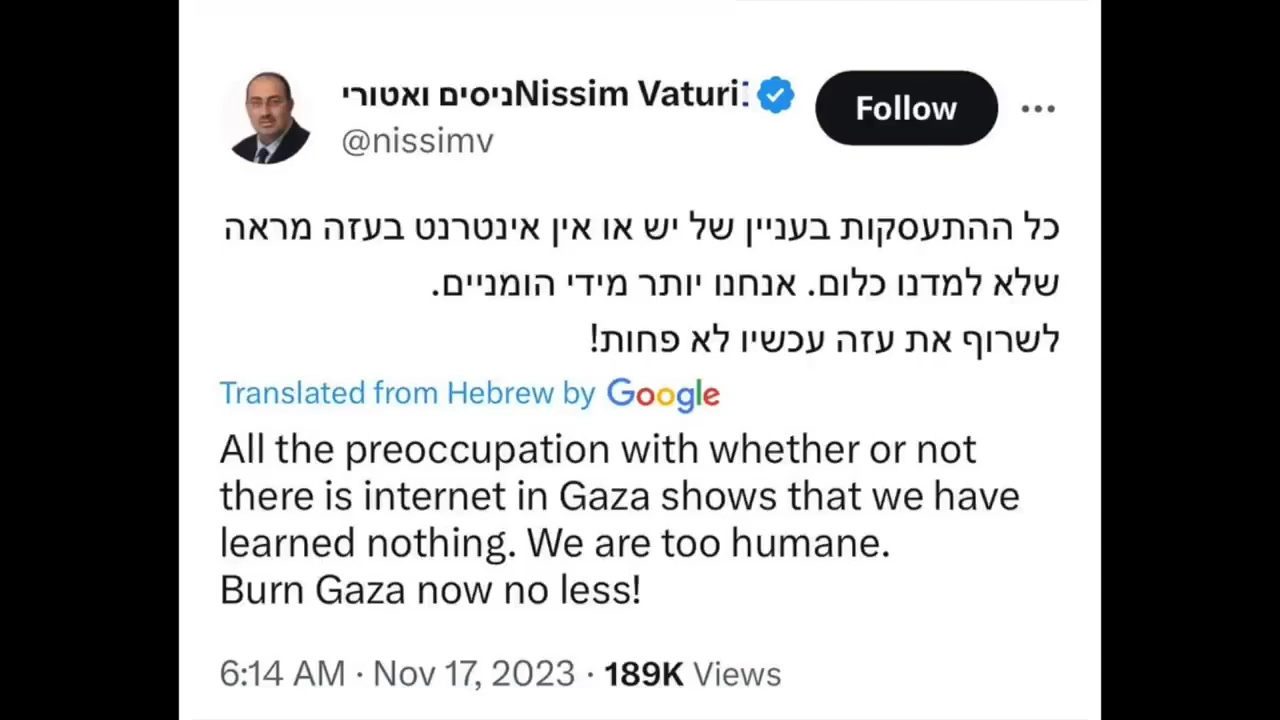 ניסים ואטוריNissim Vaturi
@nissimv
Follow
כל ההתעסקות בעניין של יש או אין אינטרנט בעזה מראה
שלא למדנו כלום. אנחנו יותר מידי הומניים.
לשרוף את עזה עכשיו לא פחות!
Translated from Hebrew by Google
All the preoccupation with whether or not
there is internet in Gaza shows that we have
learned nothing. We are too humane.
Burn Gaza now no less!
6:14 AM · Nov 17, 2023 · 189K Views